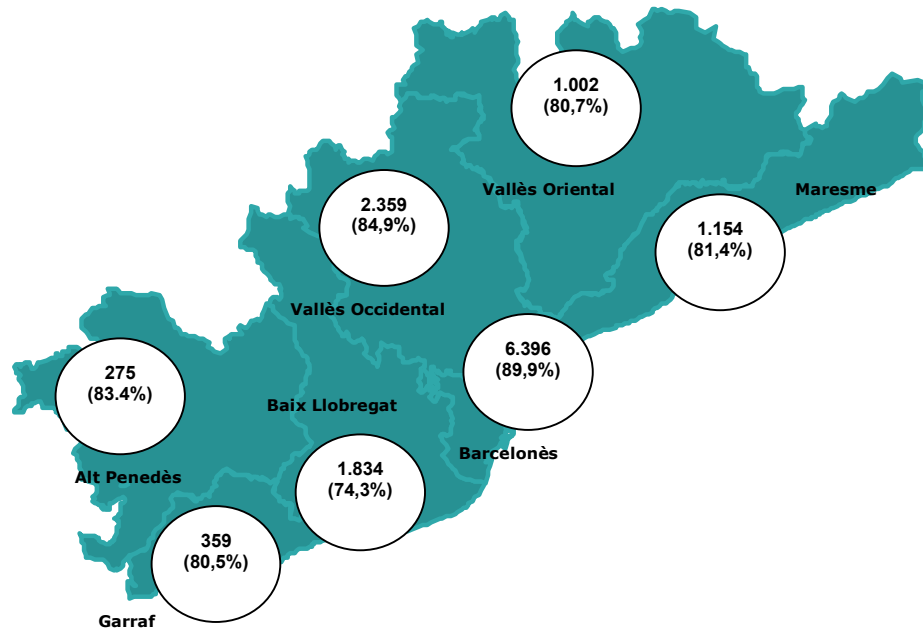 1.002
(80,7%)
Vallès Oriental
Maresme
2.359
(84,9%)
1.154
(81,4%)
Vallès Occidental
6.396
(89,9%)
275
(83.4%)
Baix Llobregat
Barcelonès
Alt Penedès
1.834
(74,3%)
359
(80,5%)
Garraf